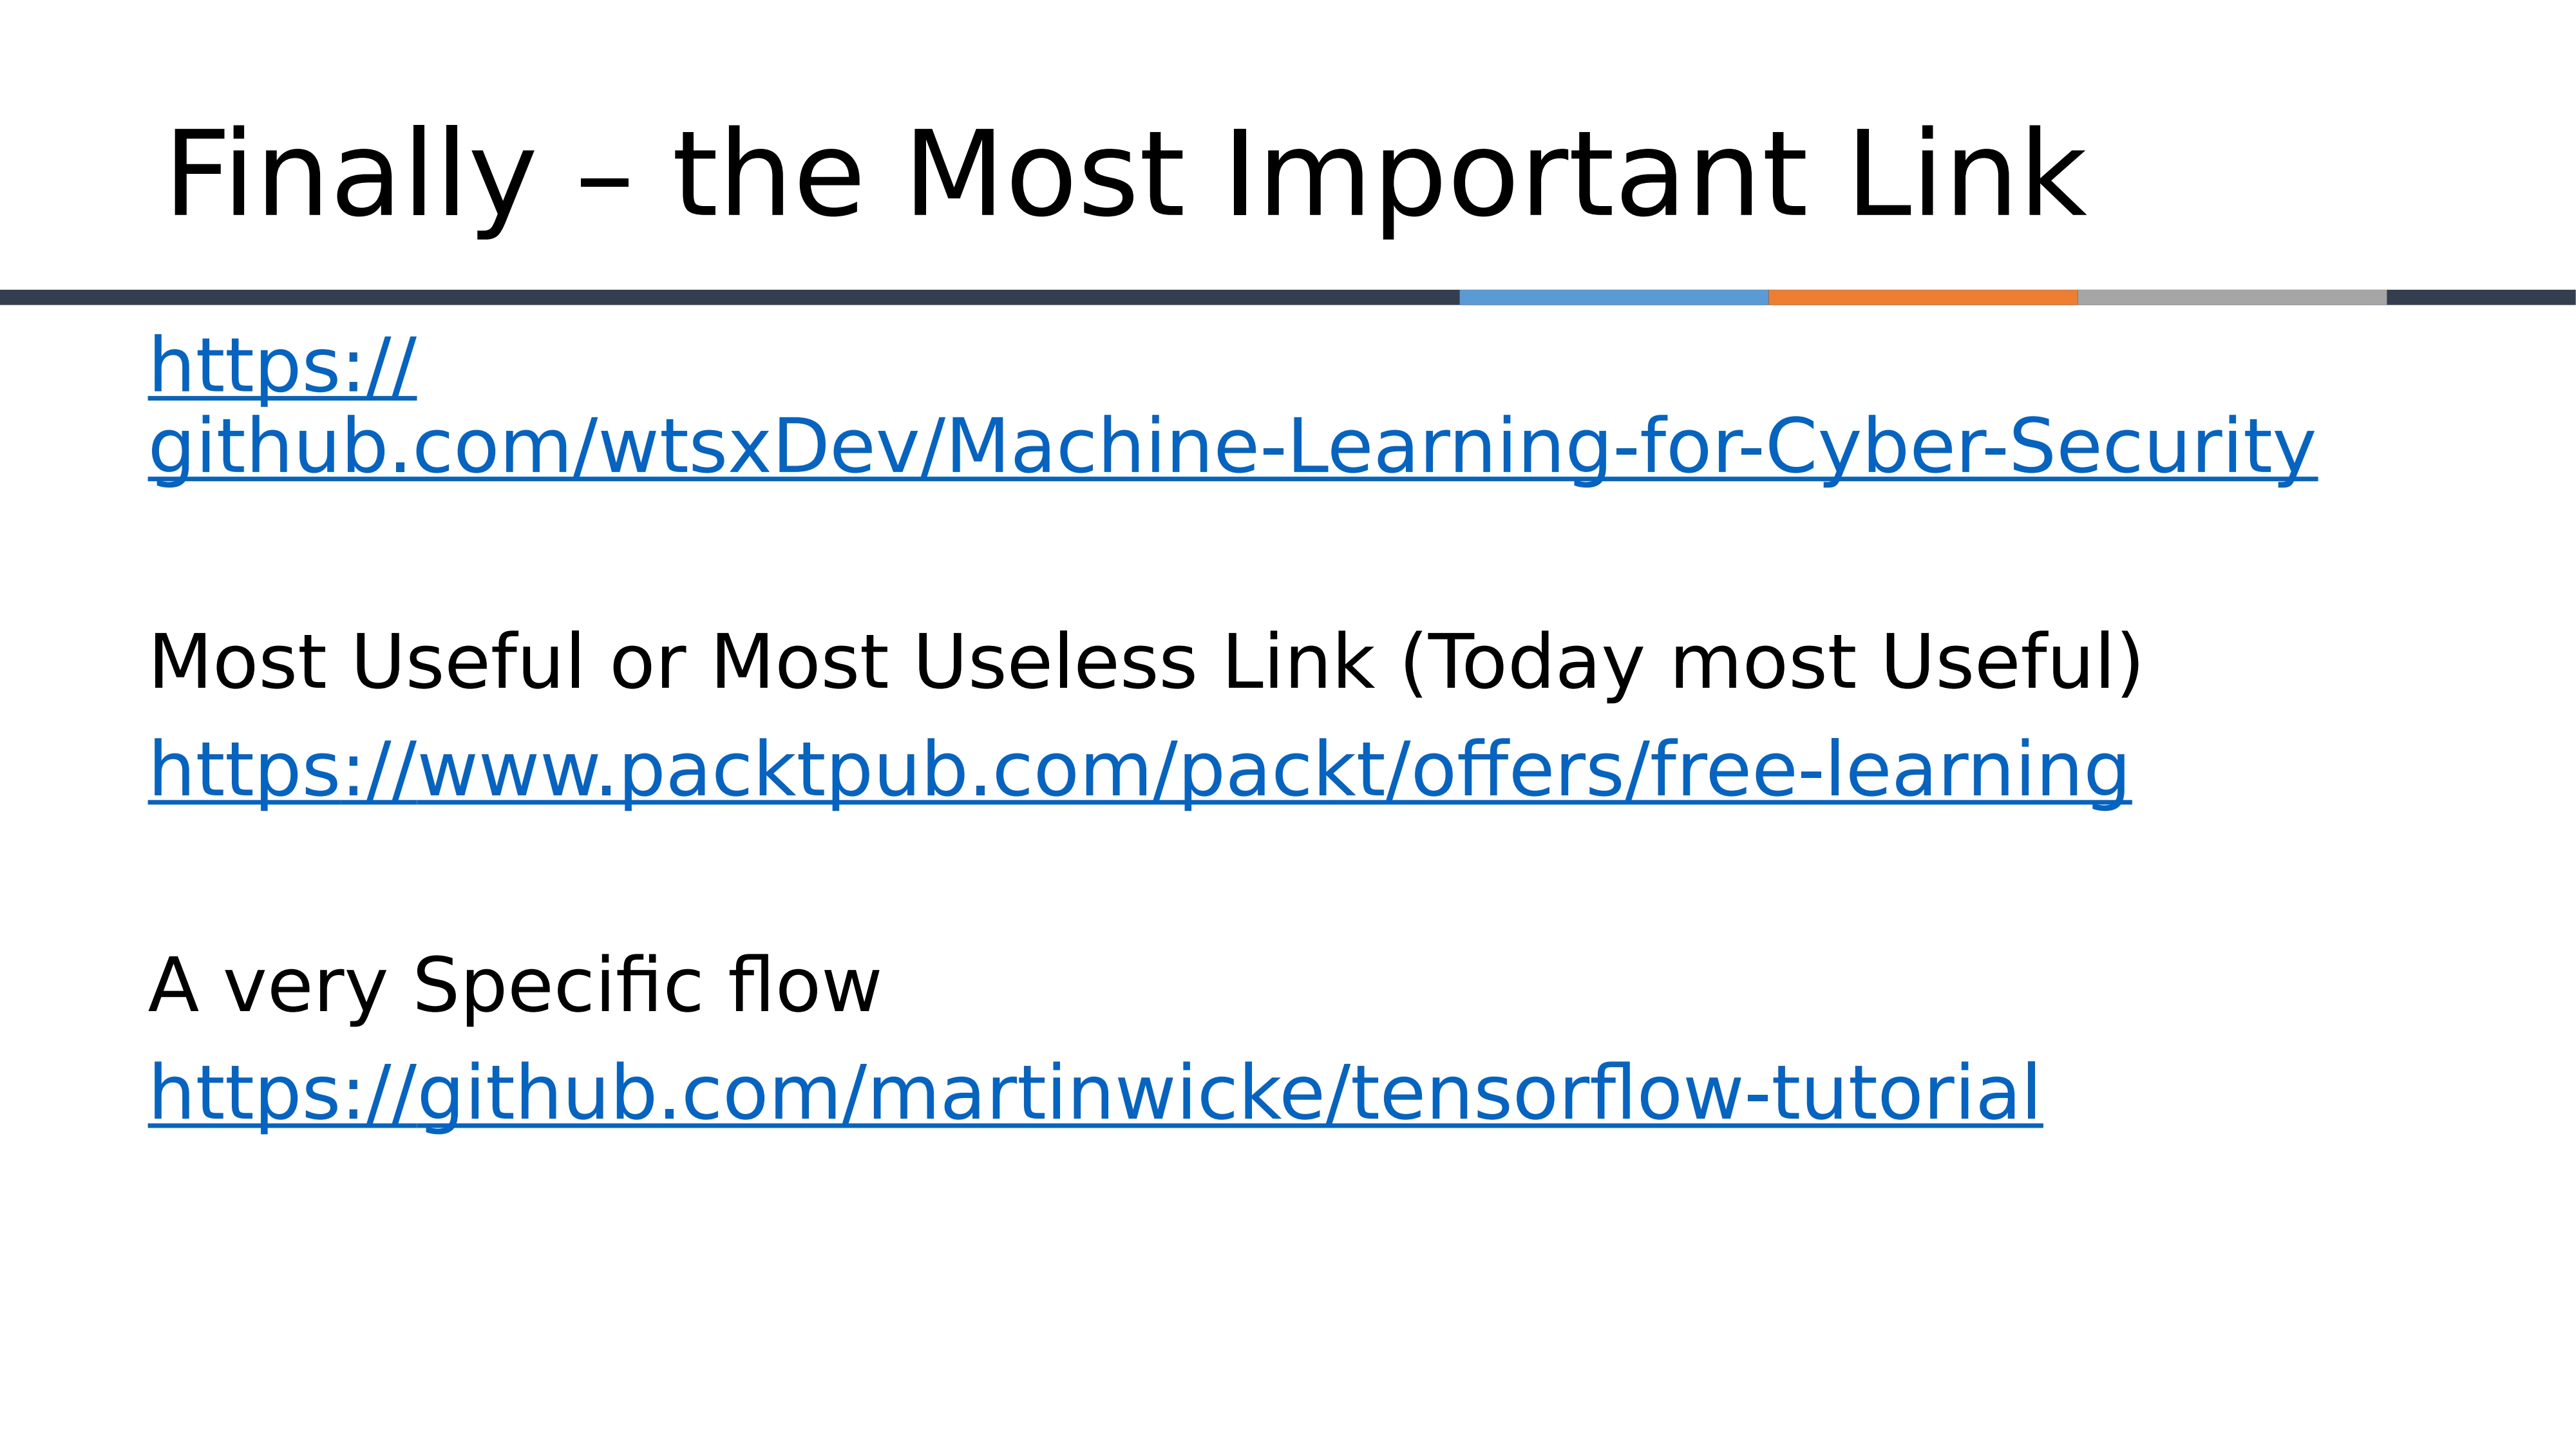 Finally – the Most Important Link
https://
github.com/wtsxDev/Machine-Learning-for-Cyber-Security
Most Useful or Most Useless Link (Today most Useful)
https://www.packtpub.com/packt/offers/free-learning
A very Specific flow
https://github.com/martinwicke/tensorflow-tutorial